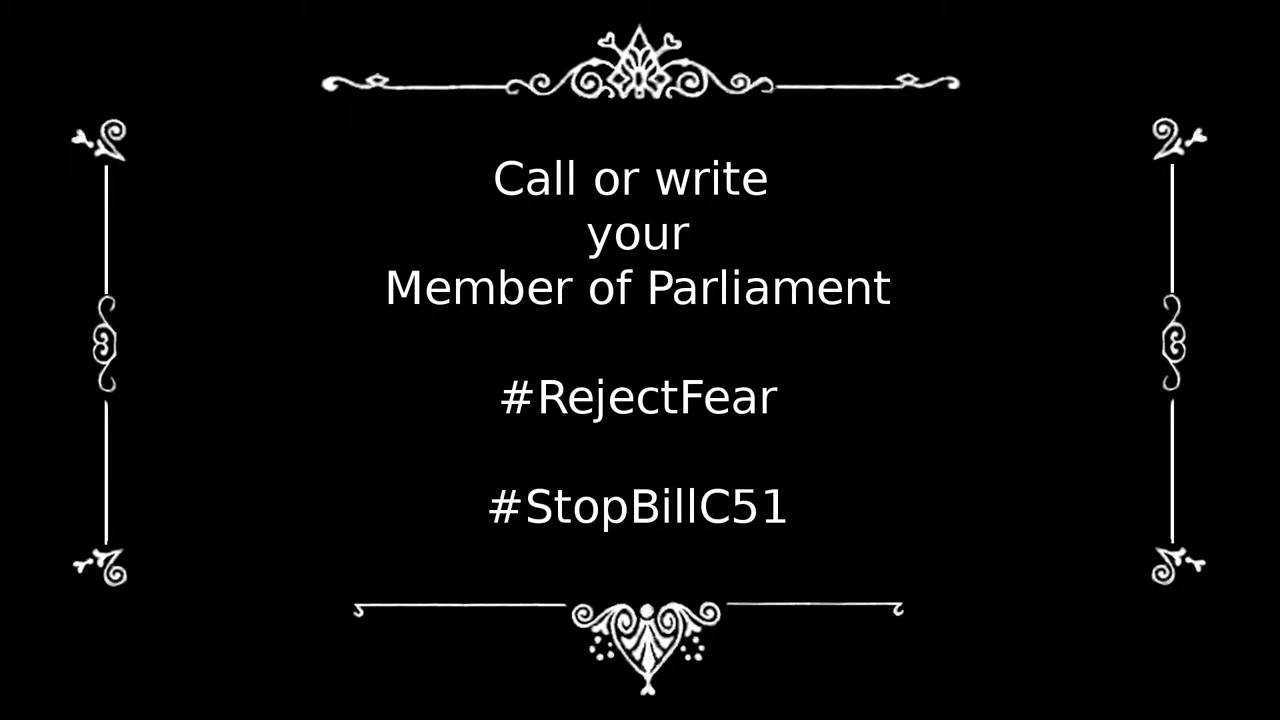 Call or write
your
Member of Parliament
#RejectFear
#StopBillC51